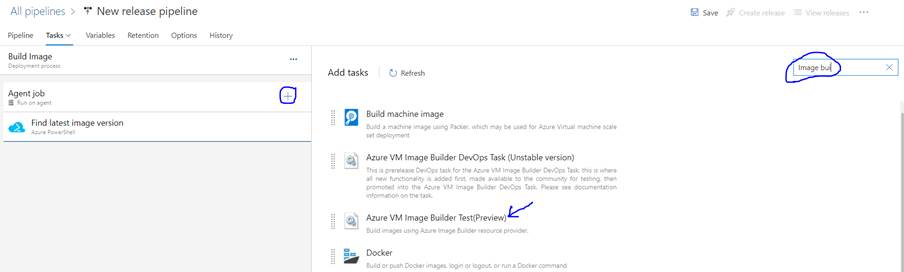 All pipelines > New release pipeline
Save Create release View releases ...
Pipeline Tasks Variables Retention Options History
Build Image
Deployment process
...
Agent job
Run on agent
+
Find latest image version
Azure PowerShell
Add tasks | Refresh
Image bui
Build machine image
Build a machine image using Packer, which may be used for Azure Virtual machine scale
set deployment
Azure VM Image Builder DevOps Task (Unstable version)
This is prerelease DevOps task for the Azure VM Image Builder DevOps Task; this is where
all new functionality is added first, made available to the community for testing, then
promoted into the Azure VM Image Builder DevOps Task. Please see documentation
information on the task.
Azure VM Image Builder Test(Preview)
Build images using Azure Image Builder resource provider.
Docker
Build or push Docker images, login or logout, or run a Docker command.